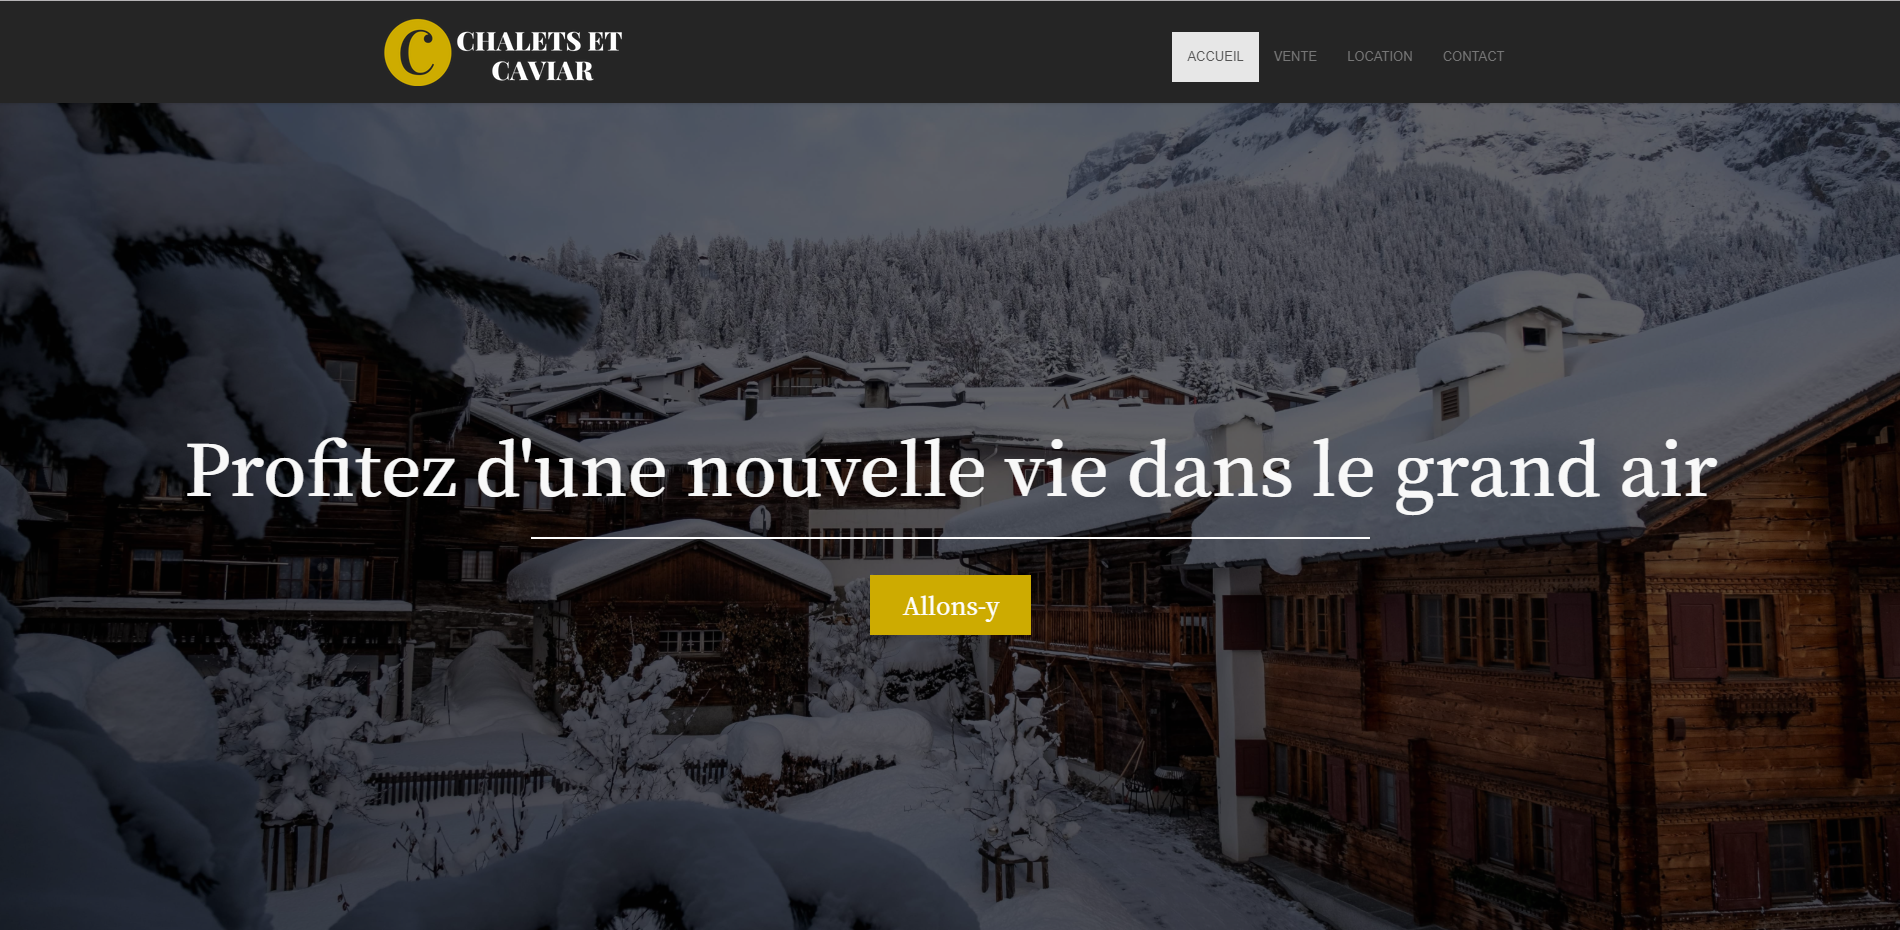 C CHALETS ET
CAVIAR
ACCUEIL VENTE LOCATION CONTACT
Profitez d'une nouvelle vie dans le grand air
Allons-y